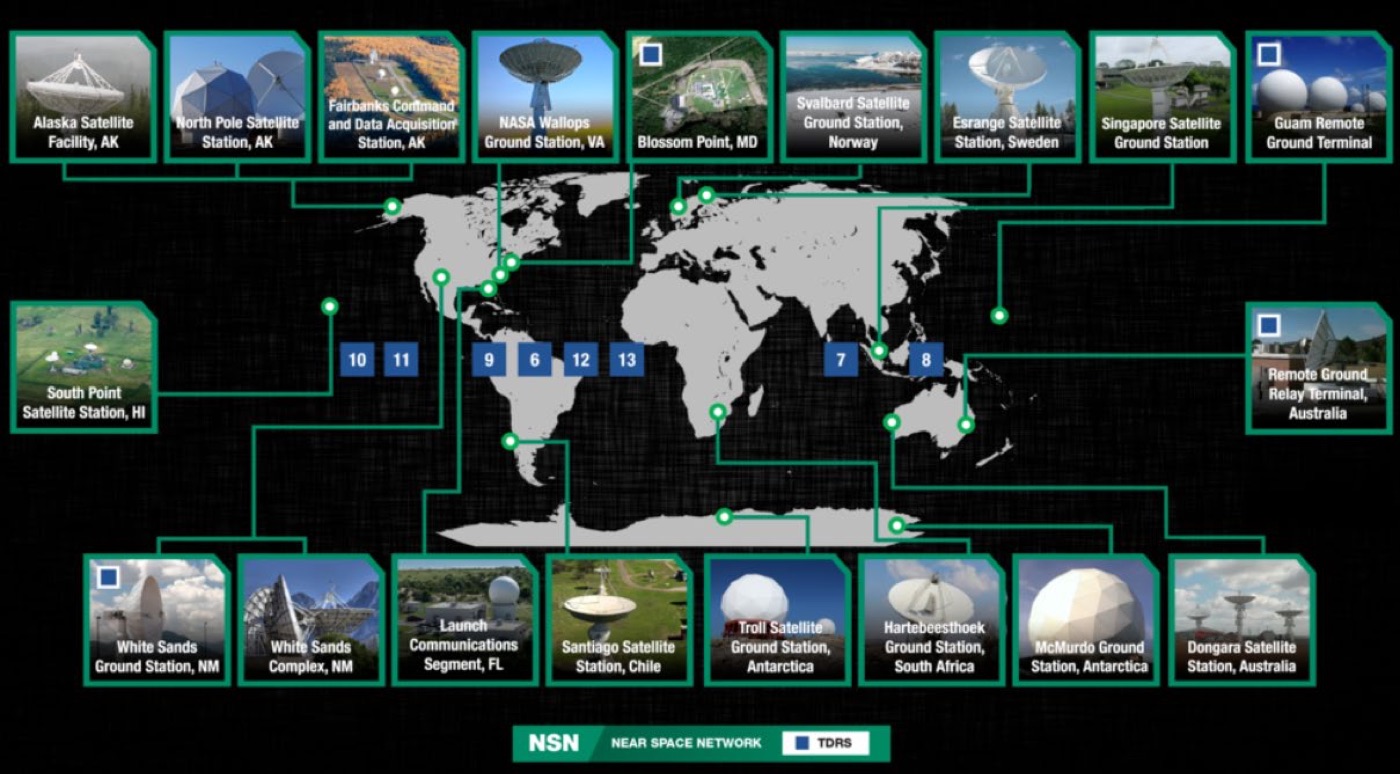 Alaska Satellite
Facility, AK
North Pole Satellite
Station, AK
Fairbanks Command
and Data Acquisition
Station, AK
NASA Wallops
Ground Station, VA
Blossom Point, MD
Svalbard Satellite
Ground Station,
Norway
Esrange Satellite
Station, Sweden
Singapore Satellite
Ground Station
Guam Remote
Ground Terminal
South Point
Satellite Station, HI
10
11
9
6
12
13
7
8
Remote Ground
Relay Terminal,
Australia
White Sands
Ground Station, NM
White Sands
Complex, NM
Launch
Communications
Segment, FL
Santiago Satellite
Station, Chile
Troll Satellite
Ground Station,
Antarctica
Hartebeesthoek
Ground Station,
South Africa
McMurdo Ground
Station, Antarctica
Dongara Satellite
Station, Australia
NSN
NEAR SPACE NETWORK
TDRS